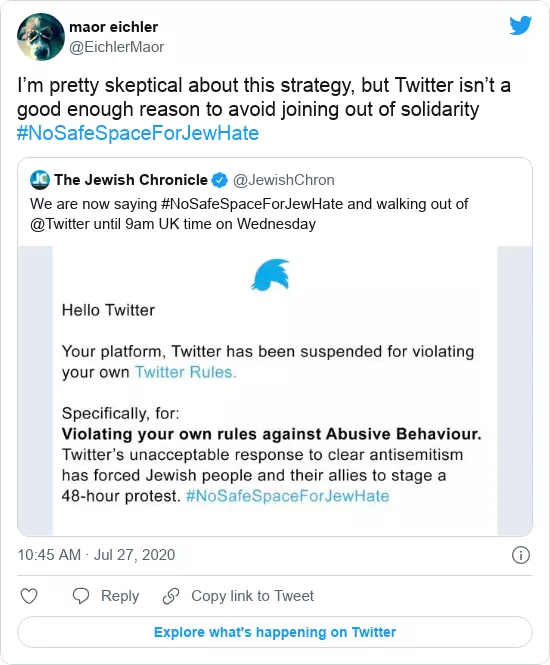 maor eichler
@EichlerMaor
I’m pretty skeptical about this strategy, but Twitter isn’t a
good enough reason to avoid joining out of solidarity
#NoSafeSpaceForJewHate
The Jewish Chronicle @JewishChron
We are now saying #NoSafeSpaceForJewHate and walking out of
@Twitter until 9am UK time on Wednesday
Hello Twitter
Your platform, Twitter has been suspended for violating
your own Twitter Rules.
Specifically, for:
Violating your own rules against Abusive Behaviour.
Twitter’s unacceptable response to clear antisemitism
has forced Jewish people and their allies to stage a
48-hour protest. #NoSafeSpaceForJewHate
10:45 AM · Jul 27, 2020
Reply Copy link to Tweet
Explore what's happening on Twitter